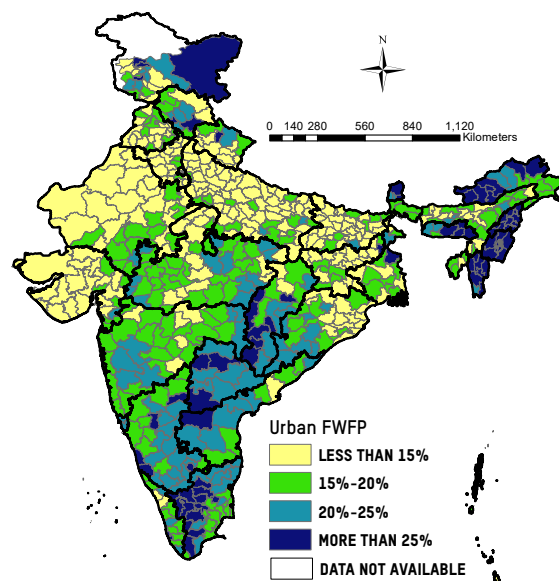 N
0 140 280 560 840 1,120
Kilometers
Urban FWFP
LESS THAN 15%
15%-20%
20%-25%
MORE THAN 25%
DATA NOT AVAILABLE